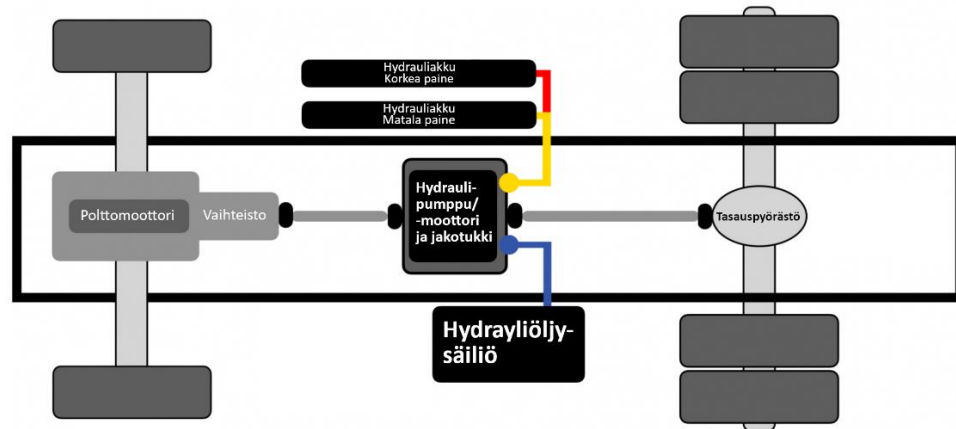 Hydrauliakku
Korkea paine
Hydrauliakku
Matala paine
Polttomoottori
Vaihteisto
Hydrauli-
pumppu/
-moottori
ja jakotukki
Tasauspyörästö
Hydrayliöljy-
säiliö